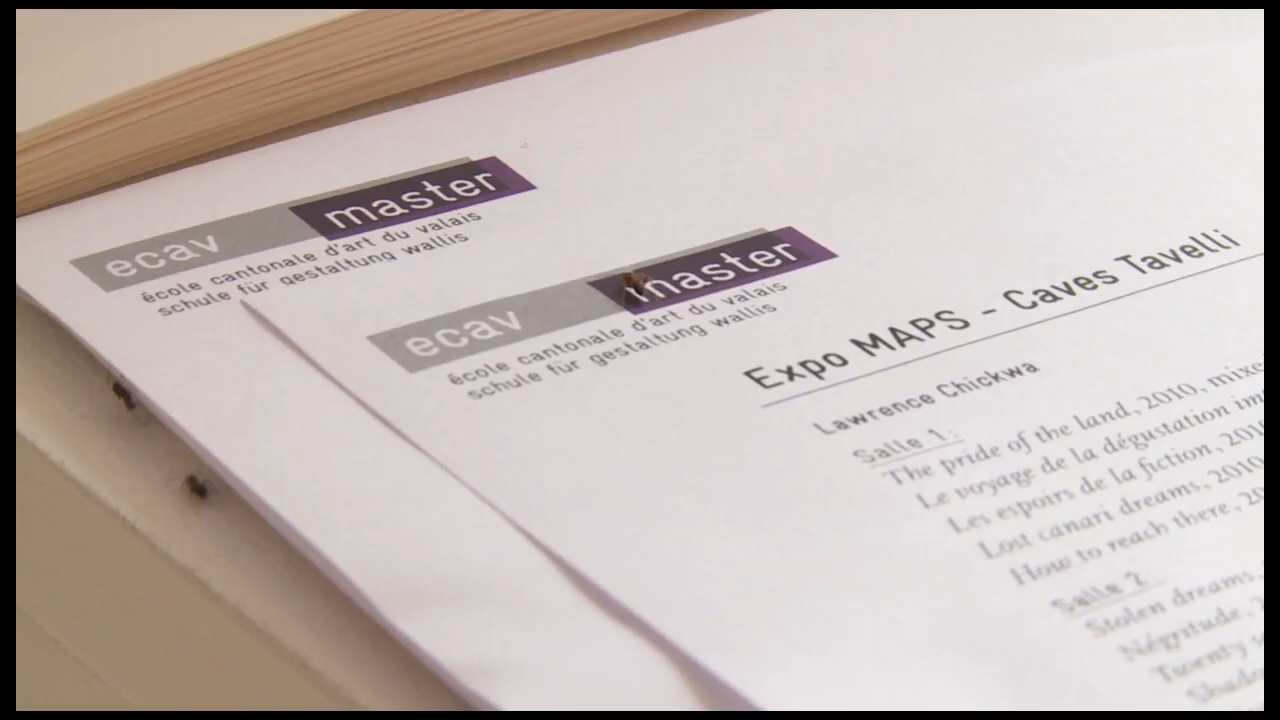 ecav master
école cantonale d'art du valais
schule für gestaltung wallis
ecav master
école cantonale d'art du valais
schule für gestaltung wallis
Expo MAPS - Caves Tavelli
Lawrence Chickwa
Salle 1:
The pride of the land, 2010,
Le voyage de la dégustation
Les espoirs de la fiction,
Lost canari dreams, 2010
How to reach there,
Salle 2
Stolen dreams,
Négritude,
Twenty